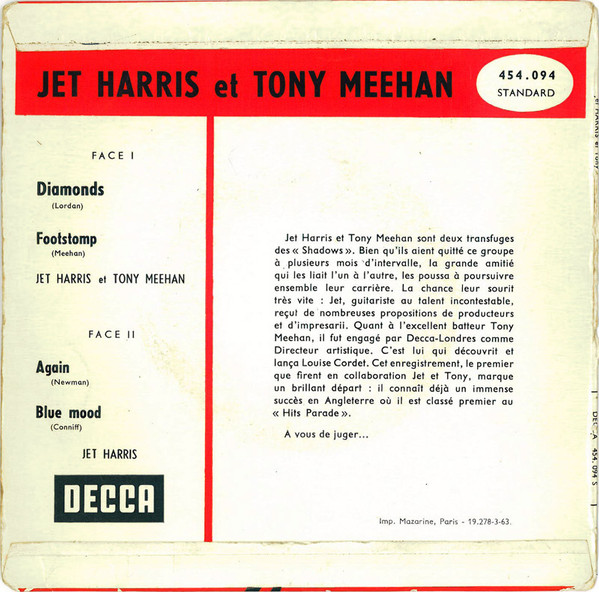 JET HARRIS et TONY MEEHAN
454.094
STANDARD
FACE I
Diamonds
(Lordan)
Footstomp
(Meehan)
JET HARRIS et TONY MEEHAN
FACE II
Again
(Newman)
Blue mood
(Conniff)
JET HARRIS
DECCA
Jet Harris et Tony Meehan sont deux transfuges
des « Shadows ». Bien qu'ils aient quitté ce groupe
à plusieurs mois d'intervalle, la grande amitié
qui les liait l'un à l'autre, les poussa à poursuivre
ensemble leur carrière. La chance leur sourit
très vite : Jet, guitariste au talent incontestable,
reçut de nombreuses propositions de producteurs
et d'impresarii. Quant à l'excellent batteur Tony
Meehan, il fut engagé par Decca-Londres comme
Directeur artistique. C'est lui qui découvrit et
lança Louise Cordet. Cet enregistrement, le premier
que firent en collaboration Jet et Tony, marque
un brillant départ : il connaît déjà un immense
succès en Angleterre où il est classé premier au
« Hits Parade ».
A vous de juger...
Imp. Mazarine, Paris - 19.278-3-63.
454.094 S